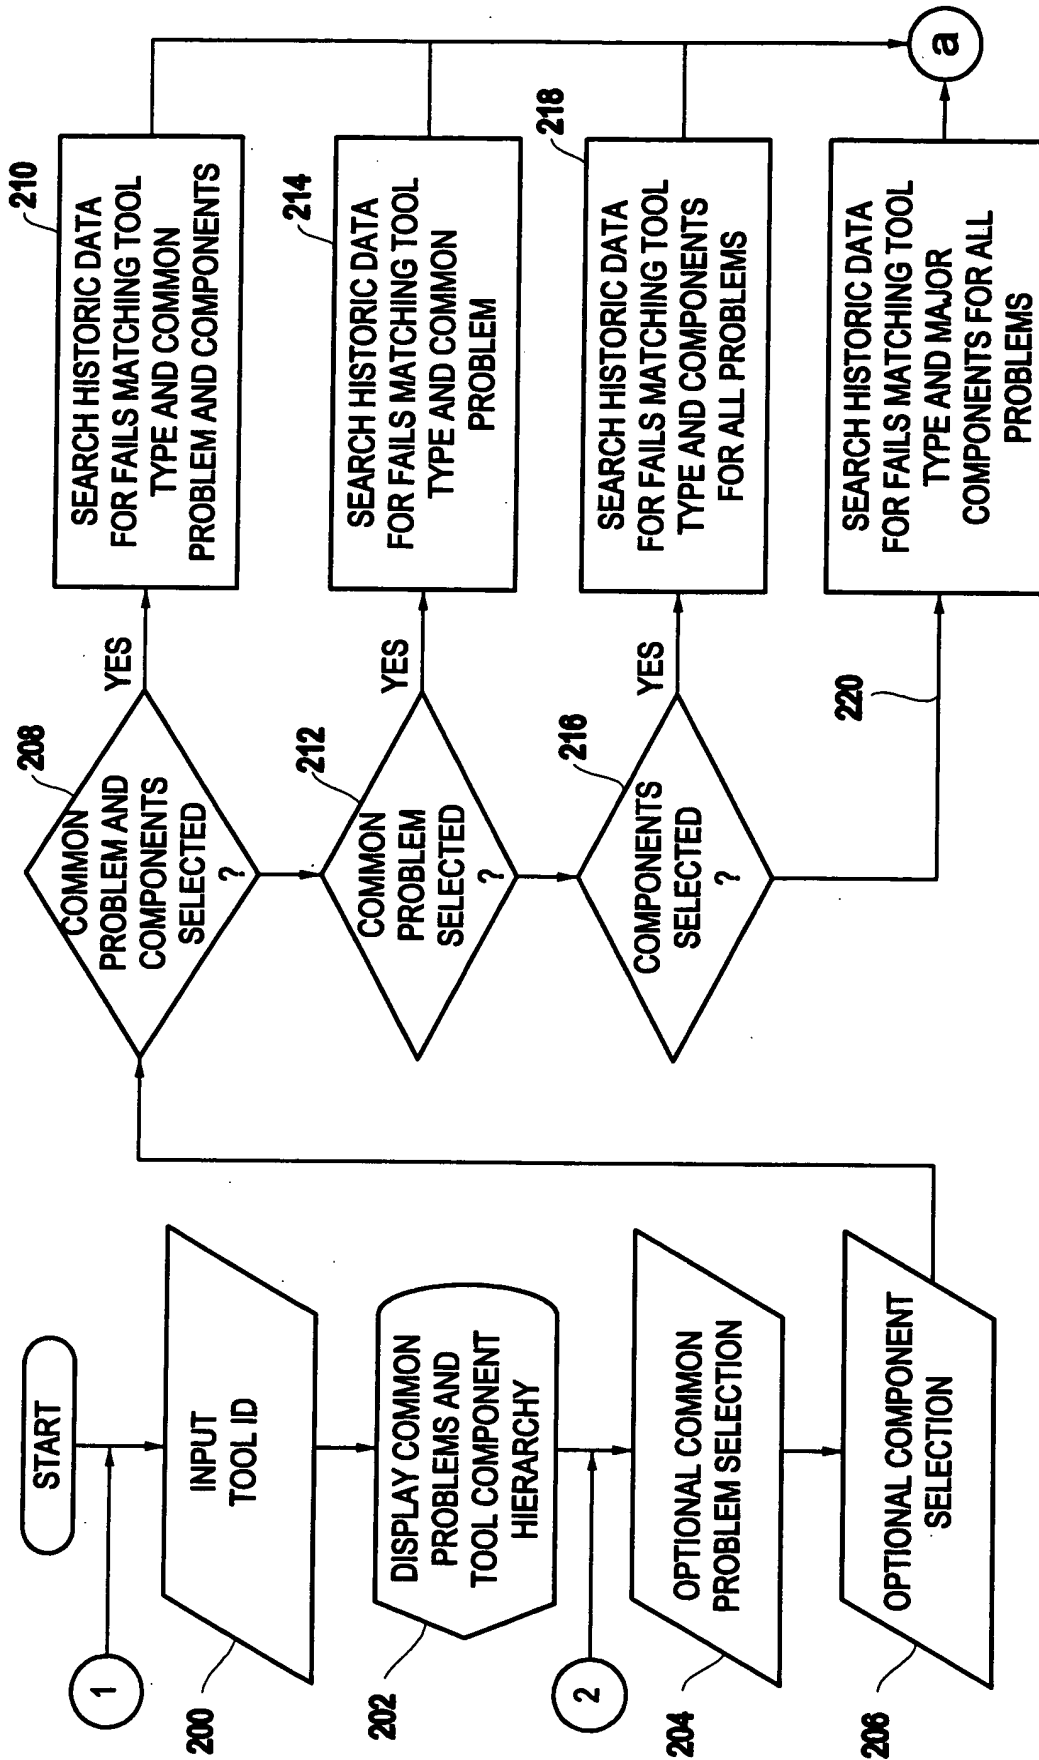 START
1
INPUT
TOOL ID
200
DISPLAY COMMON
PROBLEMS AND
TOOL COMPONENT
HIERARCHY
202
2
OPTIONAL COMMON
PROBLEM SELECTION
204
OPTIONAL COMPONENT
SELECTION
206
COMMON
PROBLEM AND
COMPONENTS
SELECTED
?
208
YES
SEARCH HISTORIC DATA
FOR FAILS MATCHING TOOL
TYPE AND COMMON
PROBLEM AND COMPONENTS
210
COMMON
PROBLEM
SELECTED
?
212
YES
SEARCH HISTORIC DATA
FOR FAILS MATCHING TOOL
TYPE AND COMMON
PROBLEM
214
COMPONENTS
SELECTED
?
216
YES
SEARCH HISTORIC DATA
FOR FAILS MATCHING TOOL
TYPE AND COMPONENTS
FOR ALL PROBLEMS
218
220
SEARCH HISTORIC DATA
FOR FAILS MATCHING TOOL
TYPE AND MAJOR
COMPONENTS FOR ALL
PROBLEMS
a